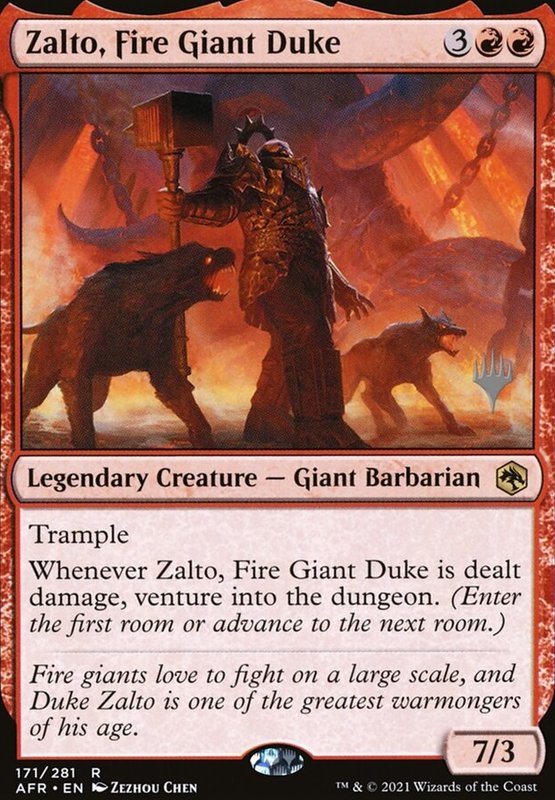 Zalto, Fire Giant Duke 3
Legendary Creature — Giant Barbarian
Trample
Whenever Zalto, Fire Giant Duke is dealt
damage, venture into the dungeon. (Enter
the first room or advance to the next room.)
Fire giants love to fight on a large scale, and
Duke Zalto is one of the greatest warmongers
of his age.
7/3
171/281 R
AFR • EN ZEZHOU CHEN
™ & © 2021 Wizards of the Coast